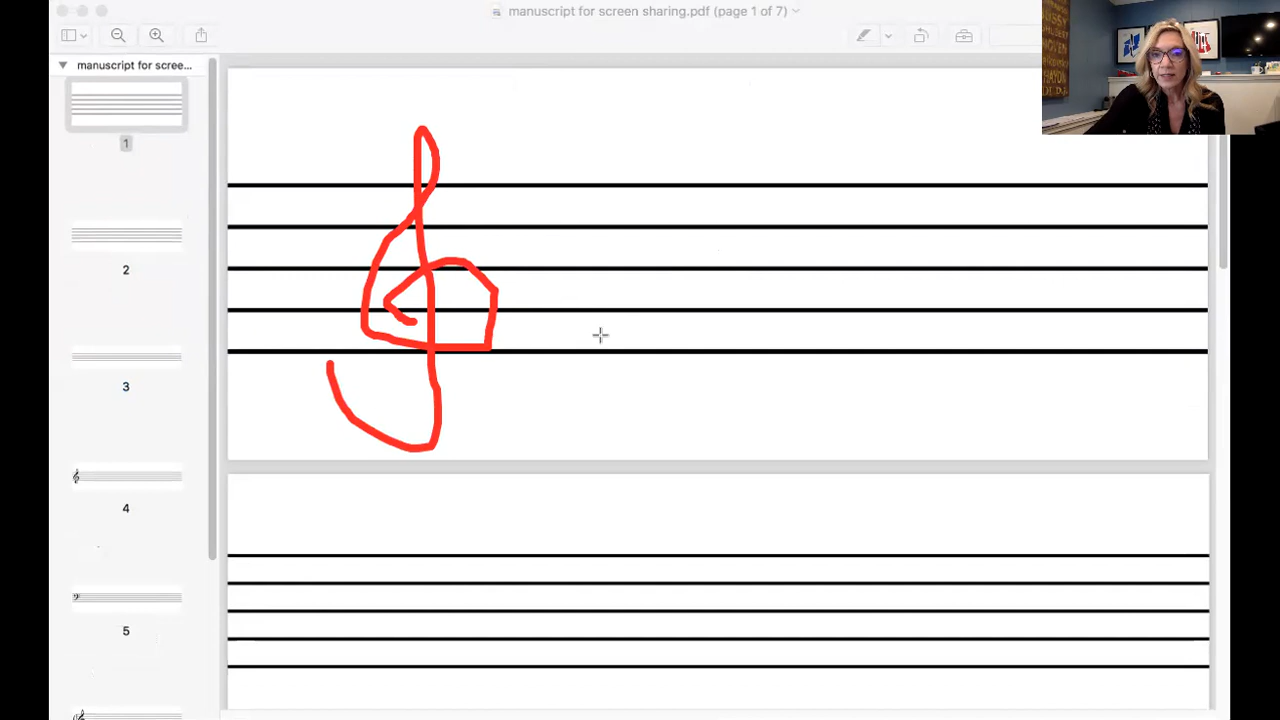 manuscript for screen sharing.pdf (page 1 of 7)
manuscript for scree...
1
2
3
4
5